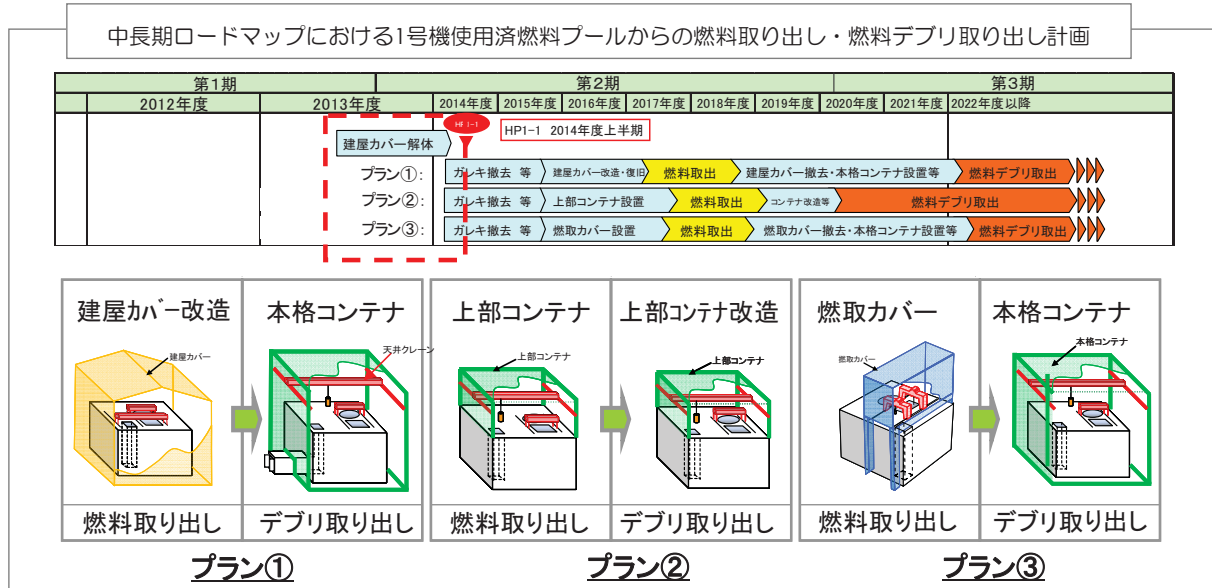 中長期ロードマップにおける1号機使用済燃料プールからの燃料取り出し・燃料デブリ取り出し計画
第1期 第2期 第3期
2012年度 2013年度 2014年度 2015年度 2016年度 2017年度 2018年度 2019年度 2020年度 2021年度 2022年度以降
HP1-1
HP1-1 2014年度上半期
建屋カバー解体
プラン①: ガレキ撤去 等 建屋カバー改造・復旧 燃料取出 建屋カバー撤去・本格コンテナ設置等 燃料デブリ取出
プラン②: ガレキ撤去 等 上部コンテナ設置 燃料取出 コンテナ改造等 燃料デブリ取出
プラン③: ガレキ撤去 等 燃取カバー設置 燃料取出 燃取カバー撤去・本格コンテナ設置等 燃料デブリ取出
建屋カバー改造 本格コンテナ 上部コンテナ 上部コンテナ改造 燃取カバー 本格コンテナ
建屋カバー 天井クレーン 上部コンテナ 上部コンテナ 燃取カバー 本格コンテナ
燃料取り出し デブリ取り出し 燃料取り出し デブリ取り出し 燃料取り出し デブリ取り出し
プラン① プラン② プラン③